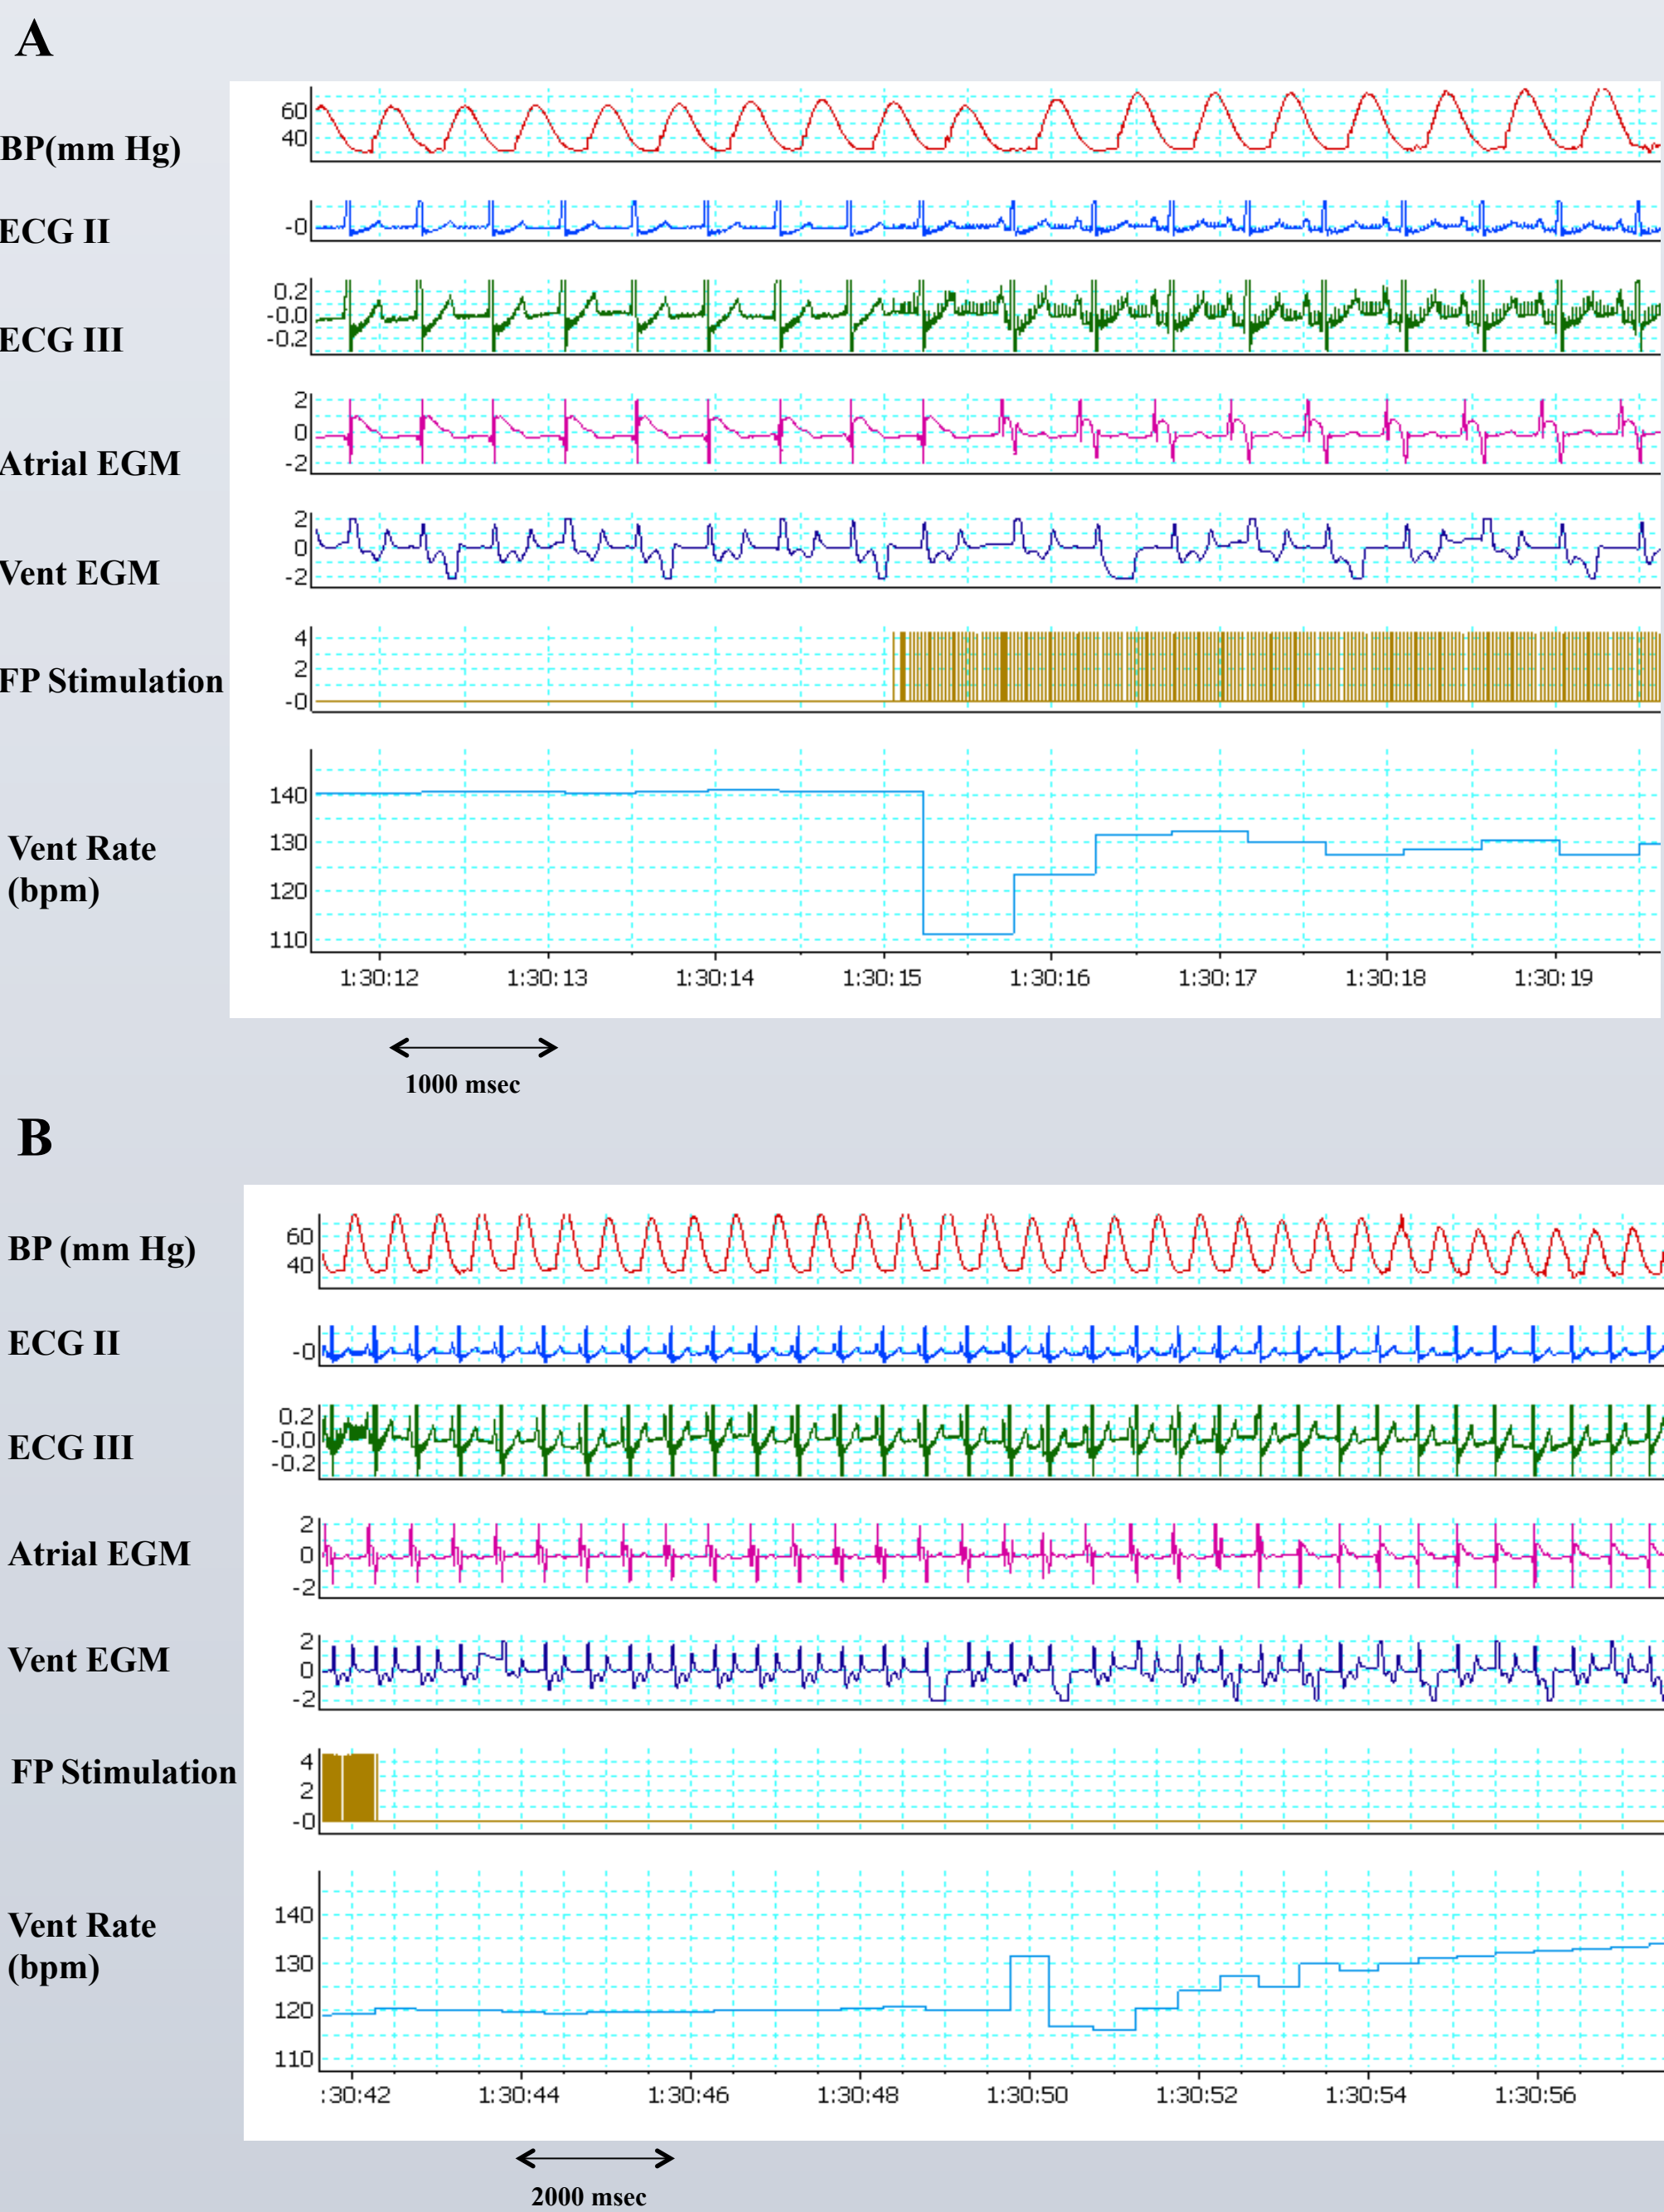 A
60
40
BP(mm Hg)
-0
ECG II
0.2
-0.0
-0.2
ECG III
2
0
-2
Atrial EGM
2
0
-2
Vent EGM
4
2
-0
FP Stimulation
140
130
120
110
Vent Rate
(bpm)
1:30:12 1:30:13 1:30:14 1:30:15 1:30:16 1:30:17 1:30:18 1:30:19
1000 msec
B
60
40
BP (mm Hg)
-0
ECG II
0.2
-0.0
-0.2
ECG III
2
0
-2
Atrial EGM
2
0
-2
Vent EGM
4
2
-0
FP Stimulation
140
130
120
110
Vent Rate
(bpm)
:30:42 1:30:44 1:30:46 1:30:48 1:30:50 1:30:52 1:30:54 1:30:56
2000 msec